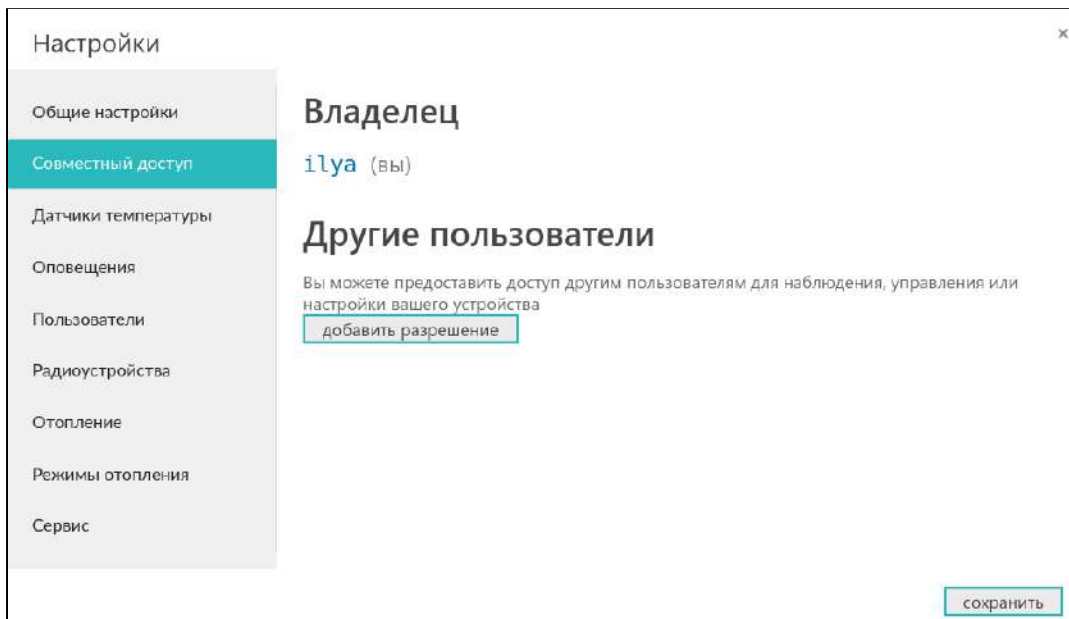 Настройки
×
Общие настройки
Совместный доступ
Датчики температуры
Оповещения
Пользователи
Радиоустройства
Отопление
Режимы отопления
Сервис
Владелец
ilya (вы)
Другие пользователи
Вы можете предоставить доступ другим пользователям для наблюдения, управления или
настройки вашего устройства
добавить разрешение
сохранить